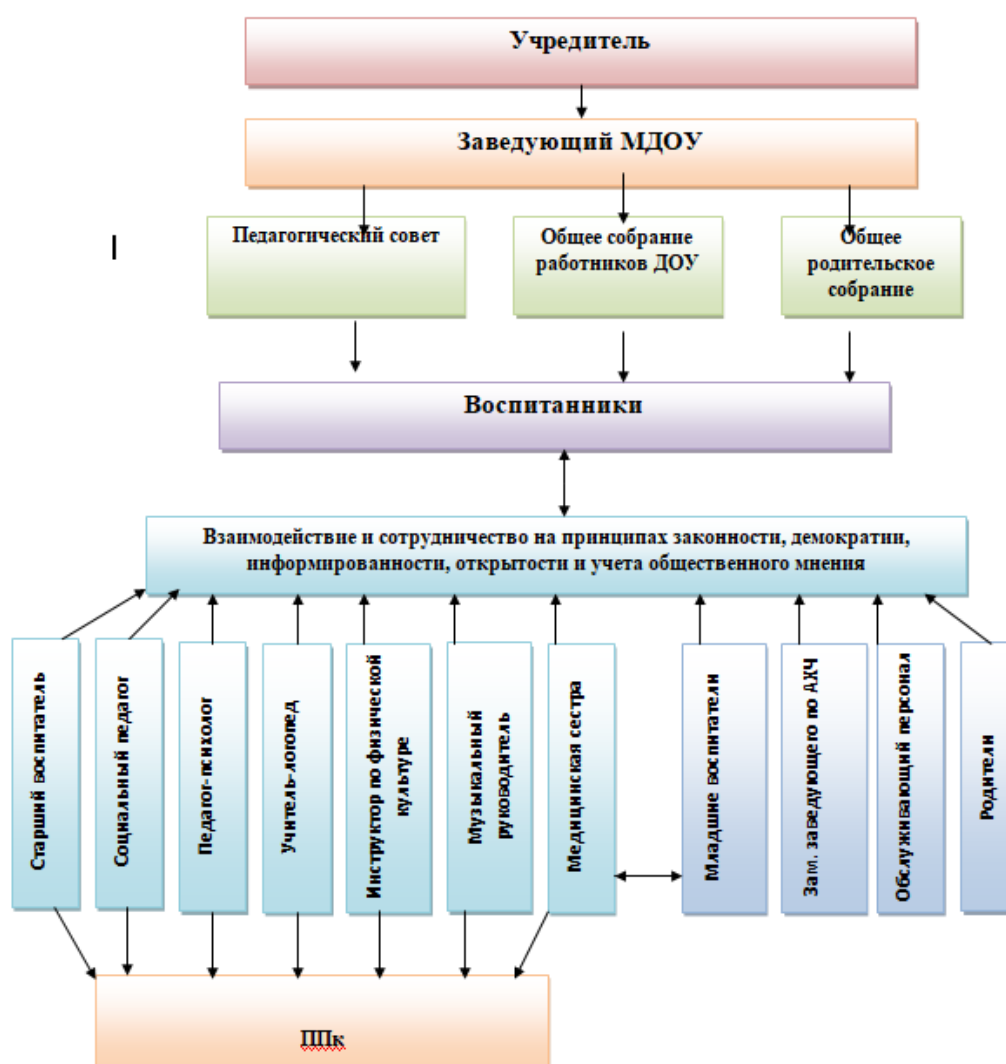 Учредитель
Заведующий МДОУ
Педагогический совет
Общее собрание
работников ДОУ
Общее
родительское
собрание
Воспитанники
Взаимодействие и сотрудничество на принципах законности, демократии,
информированности, открытости и учета общественного мнения
Старший воспитатель
Социальный педагог
Педагог-психолог
Учитель-логопед
Инструктор по физической
культуре
Музыкальный
руководитель
Медицинская сестра
Младшие воспитатели
Зам. заведующего по АХЧ
Обслуживающий персонал
Родители
ППк